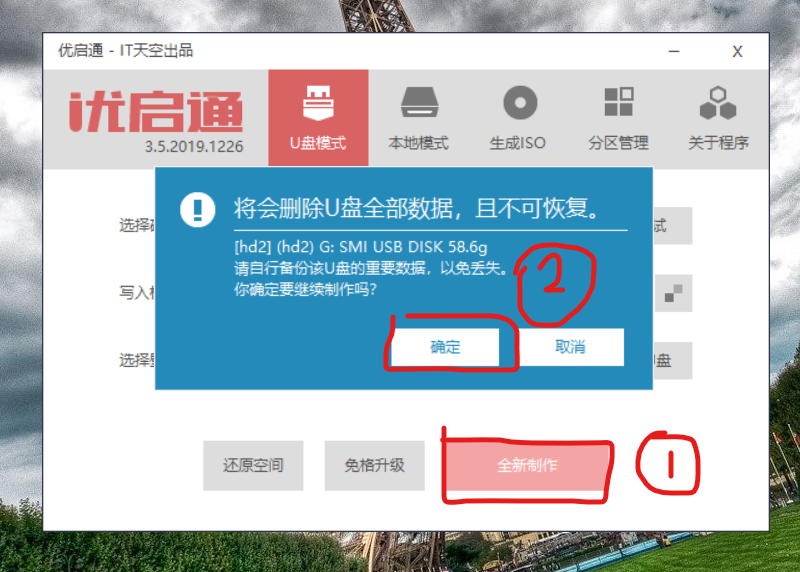 优启通 - IT天空出品
X
优启通
3.5.2019.1226
U盘模式
本地模式
生成ISO
分区管理
关于程序
将会删除U盘全部数据，且不可恢复。
选择
试
[hd2] (hd2) G: SMI USB DISK 58.6g
请自行备份该U盘的重要数据，以免丢失。
你确定要继续制作吗?
2
写入
确定
取消
选择
盘
还原空间
免格升级
全新制作
1